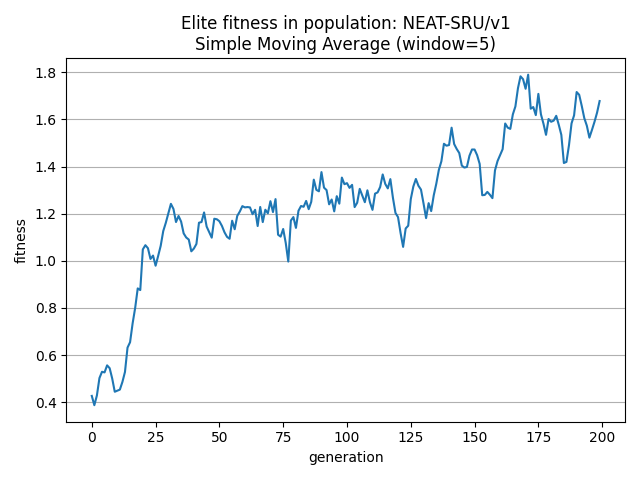 Elite fitness in population: NEAT-SRU/v1
Simple Moving Average (window=5)
fitness
1.8
1.6
1.4
1.2
1.0
0.8
0.6
0.4
0 25 50 75 100 125 150 175 200
generation